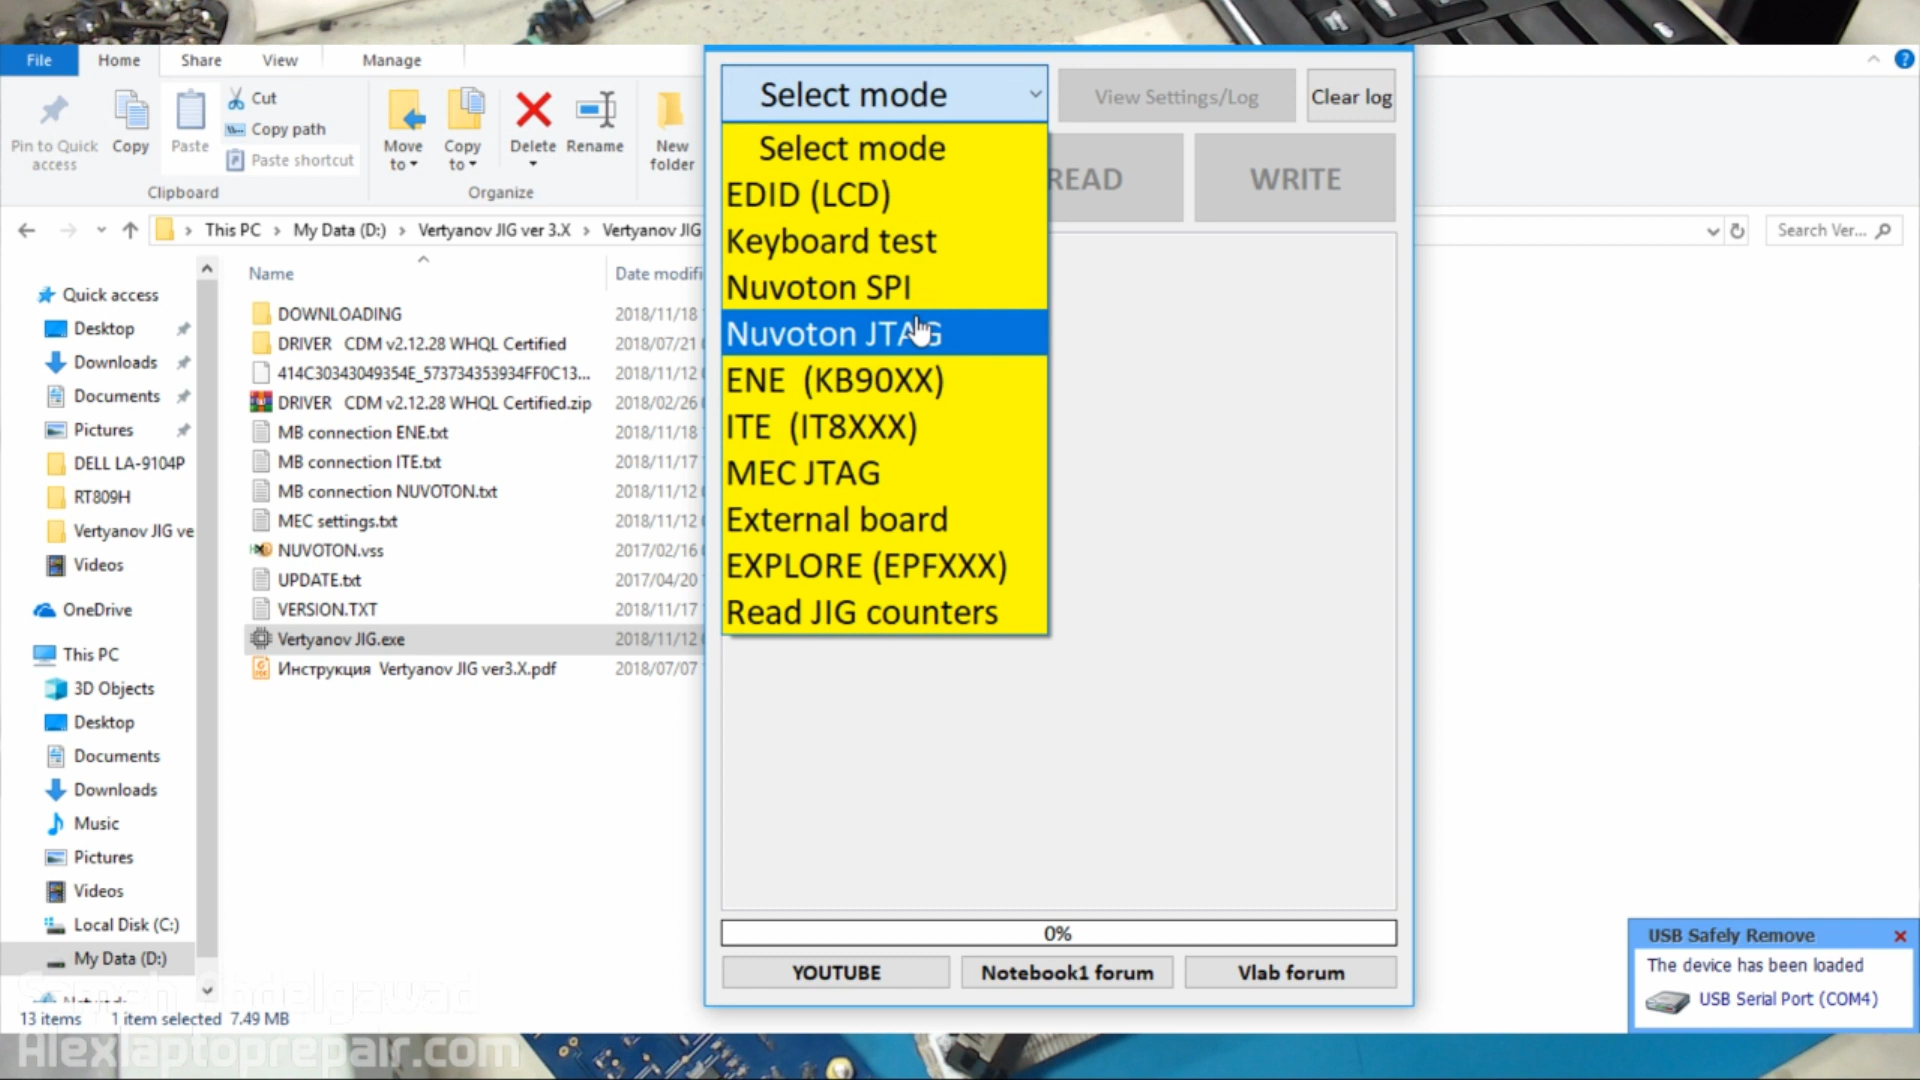 File
Home
Share
View
Manage
Pin to Quick access
Copy
Paste
Cut
Copy path
Paste shortcut
Clipboard
Move to
Copy to
Delete
Rename
Organize
New folder
This PC
My Data (D:)
Vertyanov JIG ver 3.X
Vertyanov JIG
Search Ver...
Quick access
Desktop
Downloads
Documents
Pictures
DELL LA-9104P
RT809H
Vertyanov JIG ve
Videos
OneDrive
This PC
3D Objects
Desktop
Documents
Downloads
Music
Pictures
Videos
Local Disk (C:)
My Data (D:)
Name
Date modifi
DOWNLOADING 2018/11/18
DRIVER CDM v2.12.28 WHQL Certified 2018/07/21
414C30343049354E_573734353934FF0C13... 2018/11/12
DRIVER CDM v2.12.28 WHQL Certified.zip 2018/02/26
MB connection ENE.txt 2018/11/18
MB connection ITE.txt 2018/11/17
MB connection NUVOTON.txt 2018/11/12
MEC settings.txt 2018/11/12
NUVOTON.vss 2017/02/16
UPDATE.txt 2017/04/20
VERSION.TXT 2018/11/17
Vertyanov JIG.exe 2018/11/12
Инструкция Vertyanov JIG ver3.X.pdf 2018/07/07
13 items 1 item selected 7.49 MB
Select mode
View Settings/Log
Clear log
READ
WRITE
Select mode
EDID (LCD)
Keyboard test
Nuvoton SPI
Nuvoton JTAG
ENE (KB90XX)
ITE (IT8XXX)
MEC JTAG
External board
EXPLORE (EPFXXX)
Read JIG counters
0%
YOUTUBE
Notebook1 forum
Vlab forum
USB Safely Remove
The device has been loaded
USB Serial Port (COM4)
Sameh Abdelgawad
Alexlaptoprepair.com